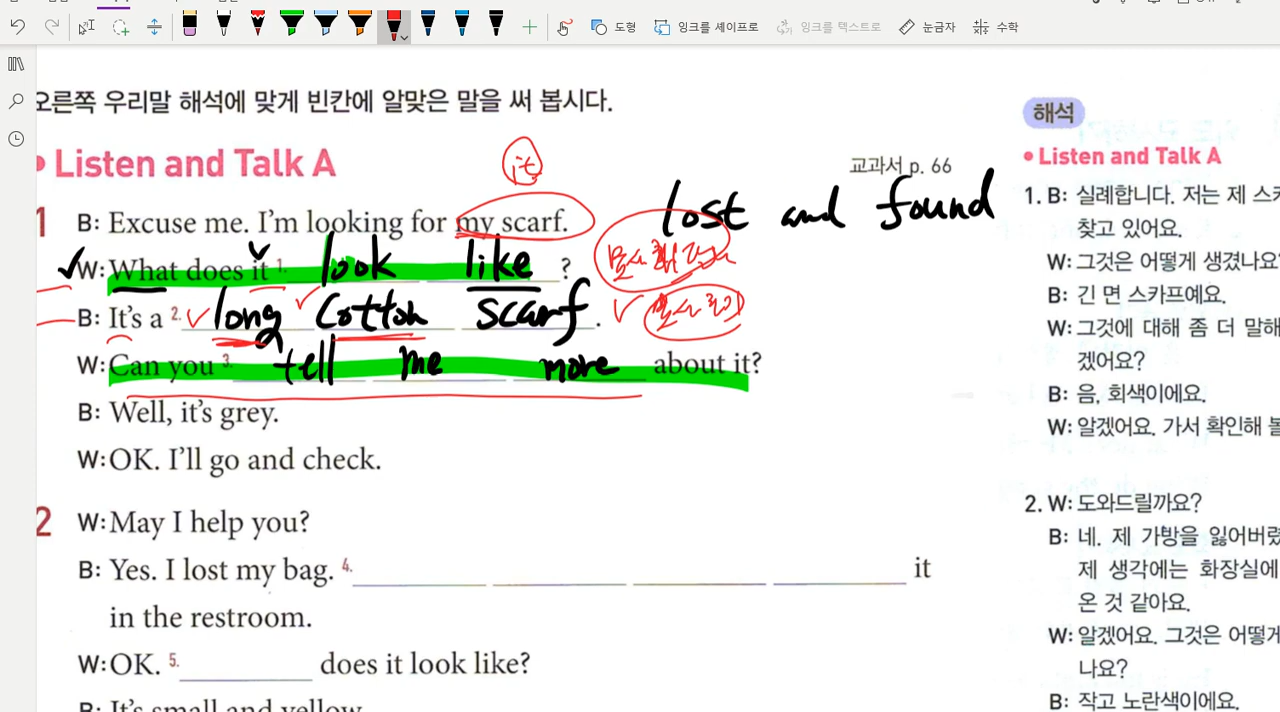 도형 잉크를 셰이프로 잉크를 텍스트로 눈금자 수학
오른쪽 우리말 해석에 맞게 빈칸에 알맞은 말을 써 봅시다.
• Listen and Talk A
교과서 p. 66
it
lost and found
1 B: Excuse me. I'm looking for my scarf.
W: What does it 1. look like ?
B: It's a 2. long cotton scarf.
W: Can you 3. tell me more about it?
B: Well, it's grey.
W: OK. I'll go and check.
2 W: May I help you?
B: Yes. I lost my bag. 4. it
in the restroom.
W: OK. 5. does it look like?
B: It's small and yellow.
해석
• Listen and Talk A
1. B: 실례합니다. 저는 제 스카
찾고 있어요.
W: 그것은 어떻게 생겼나요?
B: 긴 면 스카프예요.
W: 그것에 대해 좀 더 말해
겠어요?
B: 음, 회색이에요.
W: 알겠어요. 가서 확인해 볼
2. W: 도와드릴까요?
B: 네. 제 가방을 잃어버렸
제 생각에는 화장실에
온 것 같아요.
W: 알겠어요. 그것은 어떻게
나요?
B: 작고 노란색이에요.